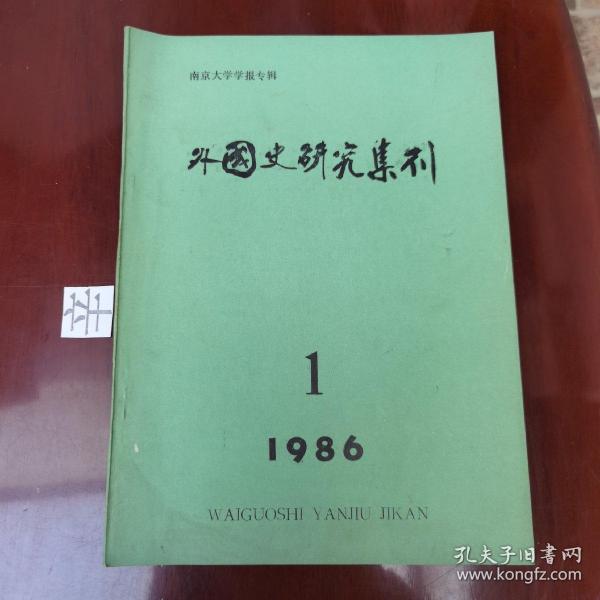 南京大学学报专辑
外國史研究集刊
1
1986
WAIGUOSHI YANJIU JIKAN
孔夫子旧书网
www.kongfz.com